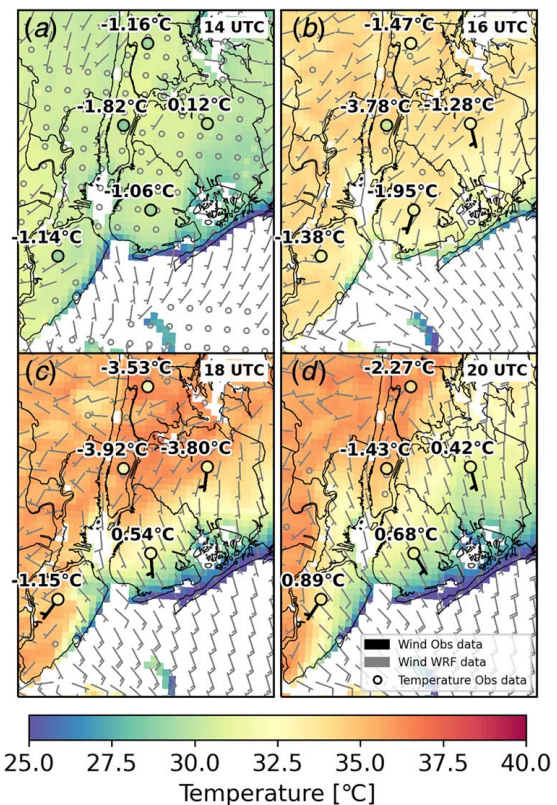 (a) -1.16°C 14 UTC
-1.82°C 0.12°C
-1.06°C
-1.14°C
(b) -1.47°C 16 UTC
-3.78°C -1.28°C
-1.95°C
-1.38°C
(c) -3.53°C 18 UTC
-3.92°C -3.80°C
0.54°C
-1.15°C
(d) -2.27°C 20 UTC
-1.43°C 0.42°C
0.68°C
0.89°C
Wind Obs data
Wind WRF data
Temperature Obs data
25.0 27.5 30.0 32.5 35.0 37.5 40.0
Temperature [°C]